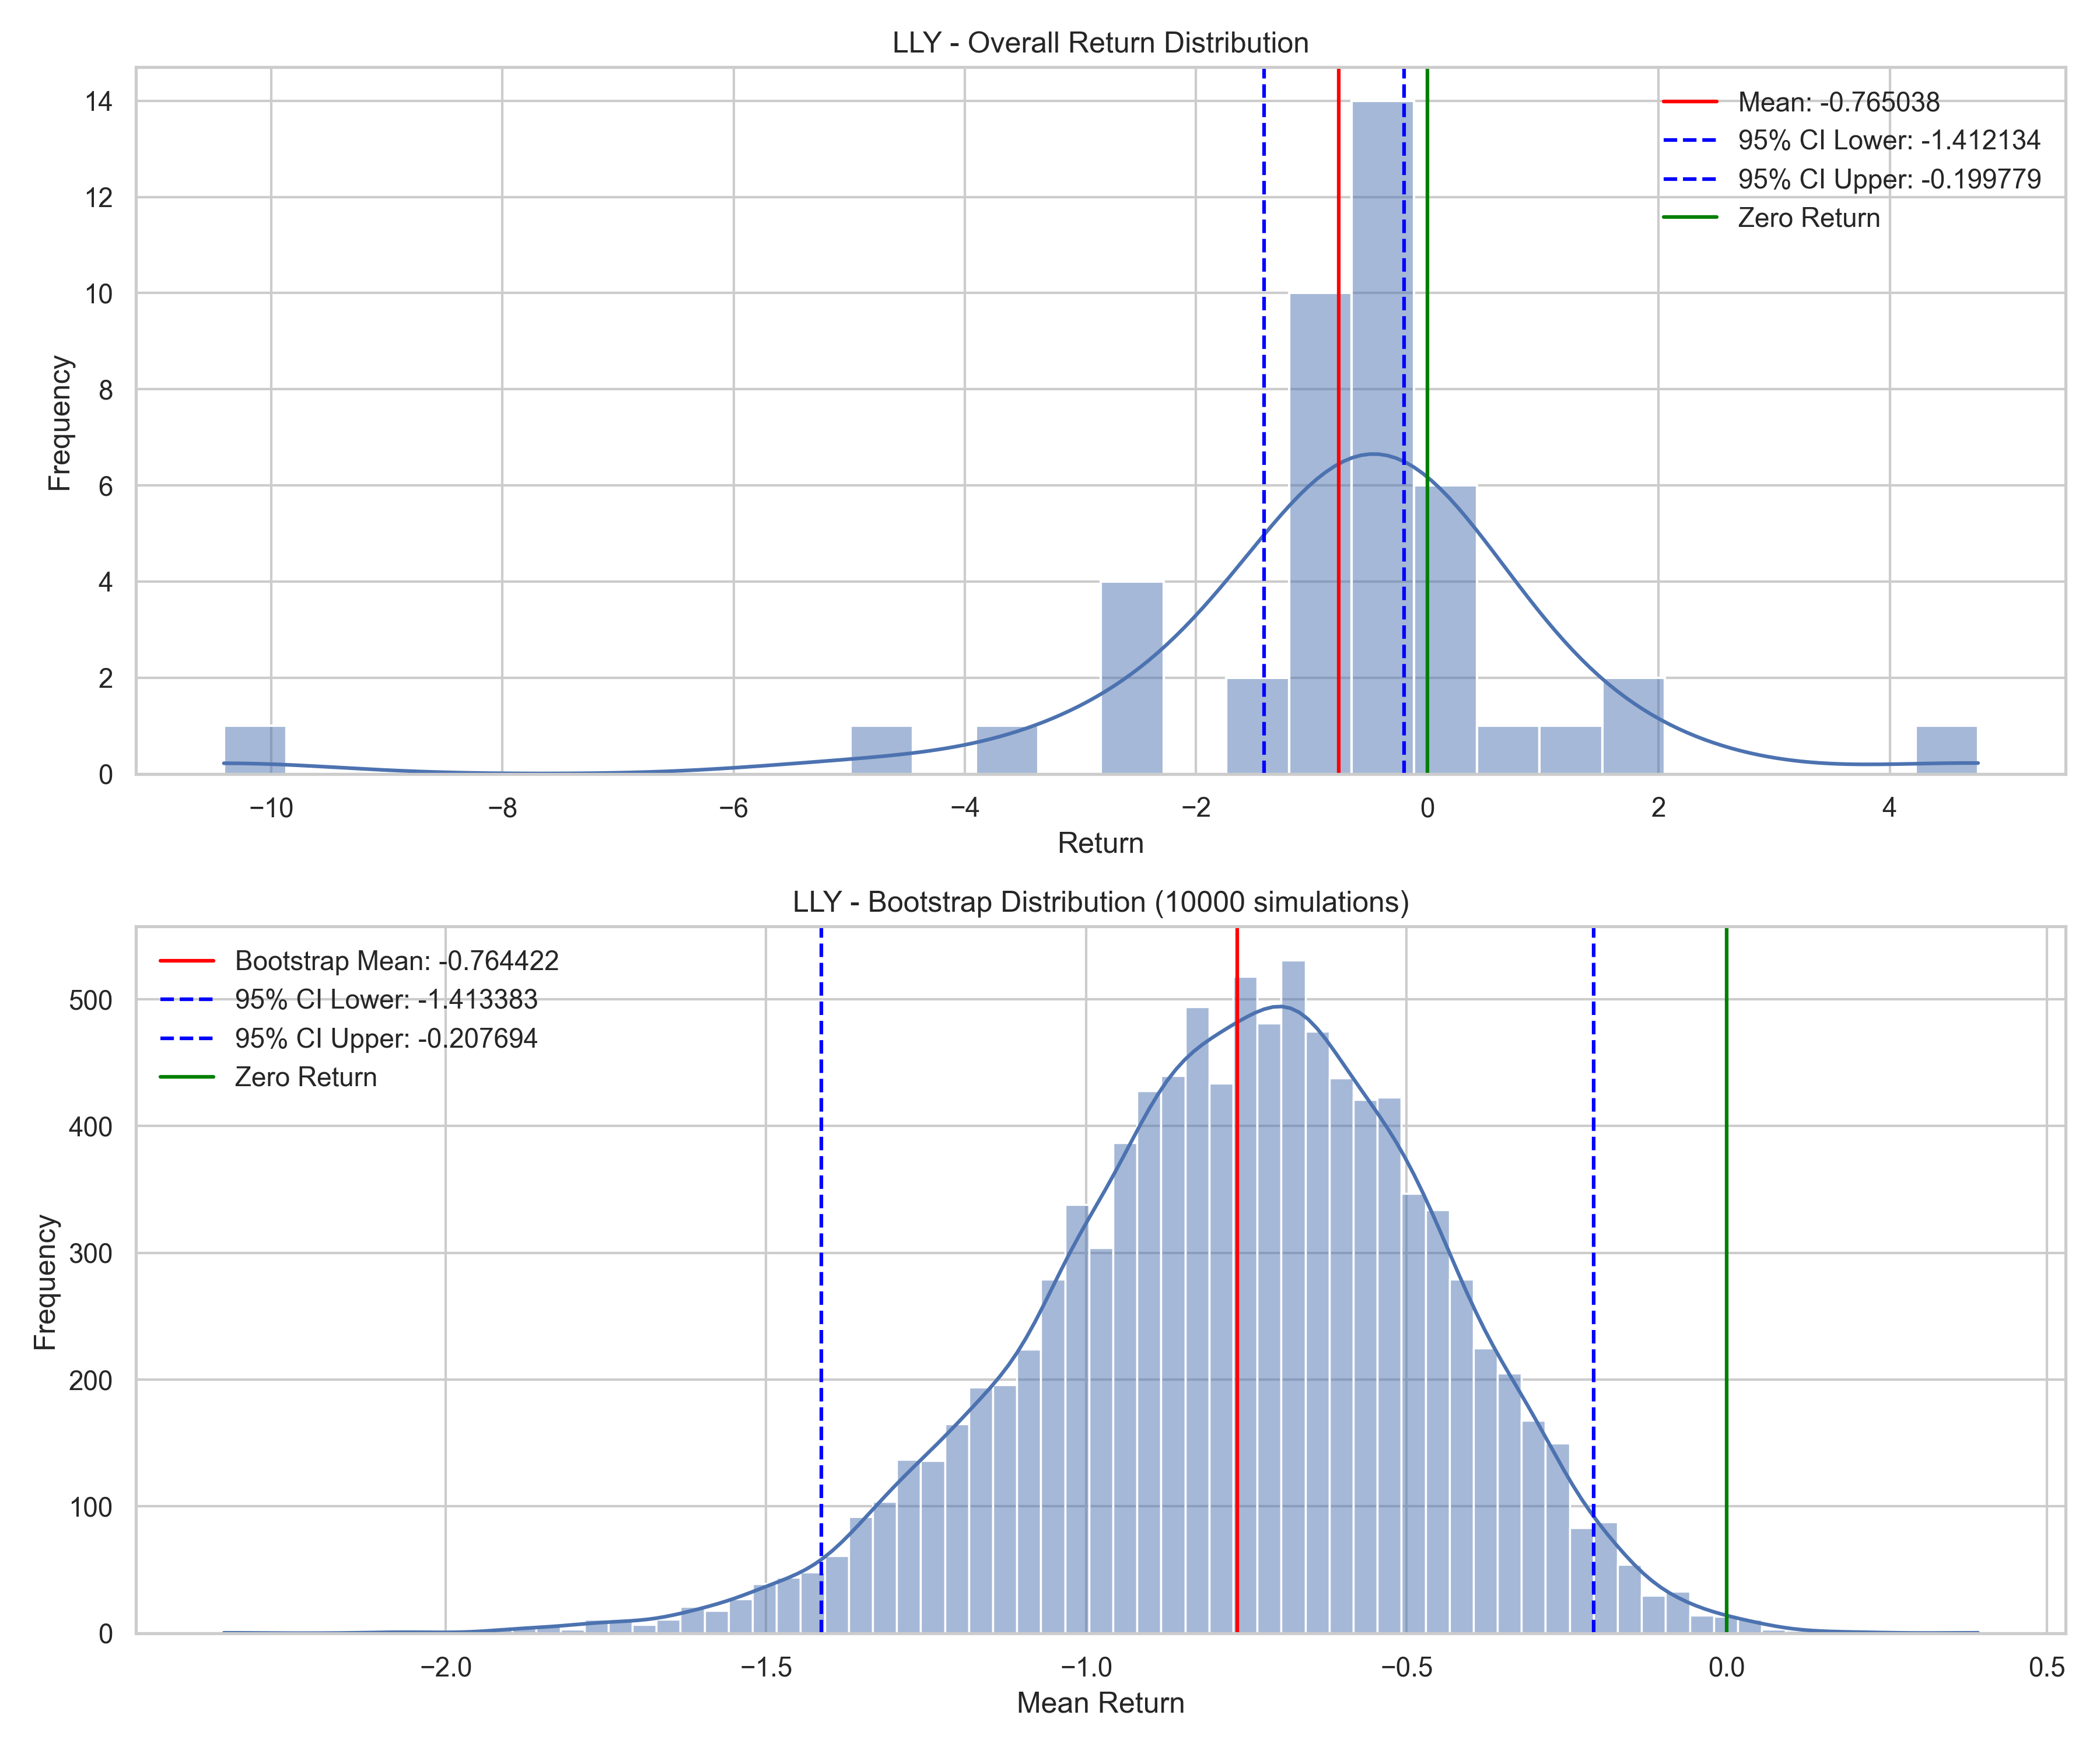 LLY - Overall Return Distribution
14
12
10
8
6
4
2
0
Frequency
Mean: -0.765038
95% CI Lower: -1.412134
95% CI Upper: -0.199779
Zero Return
−10 −8 −6 −4 −2 0 2 4
Return
LLY - Bootstrap Distribution (10000 simulations)
Bootstrap Mean: -0.764422
95% CI Lower: -1.413383
95% CI Upper: -0.207694
Zero Return
500
400
300
200
100
0
Frequency
−2.0 −1.5 −1.0 −0.5 0.0 0.5
Mean Return